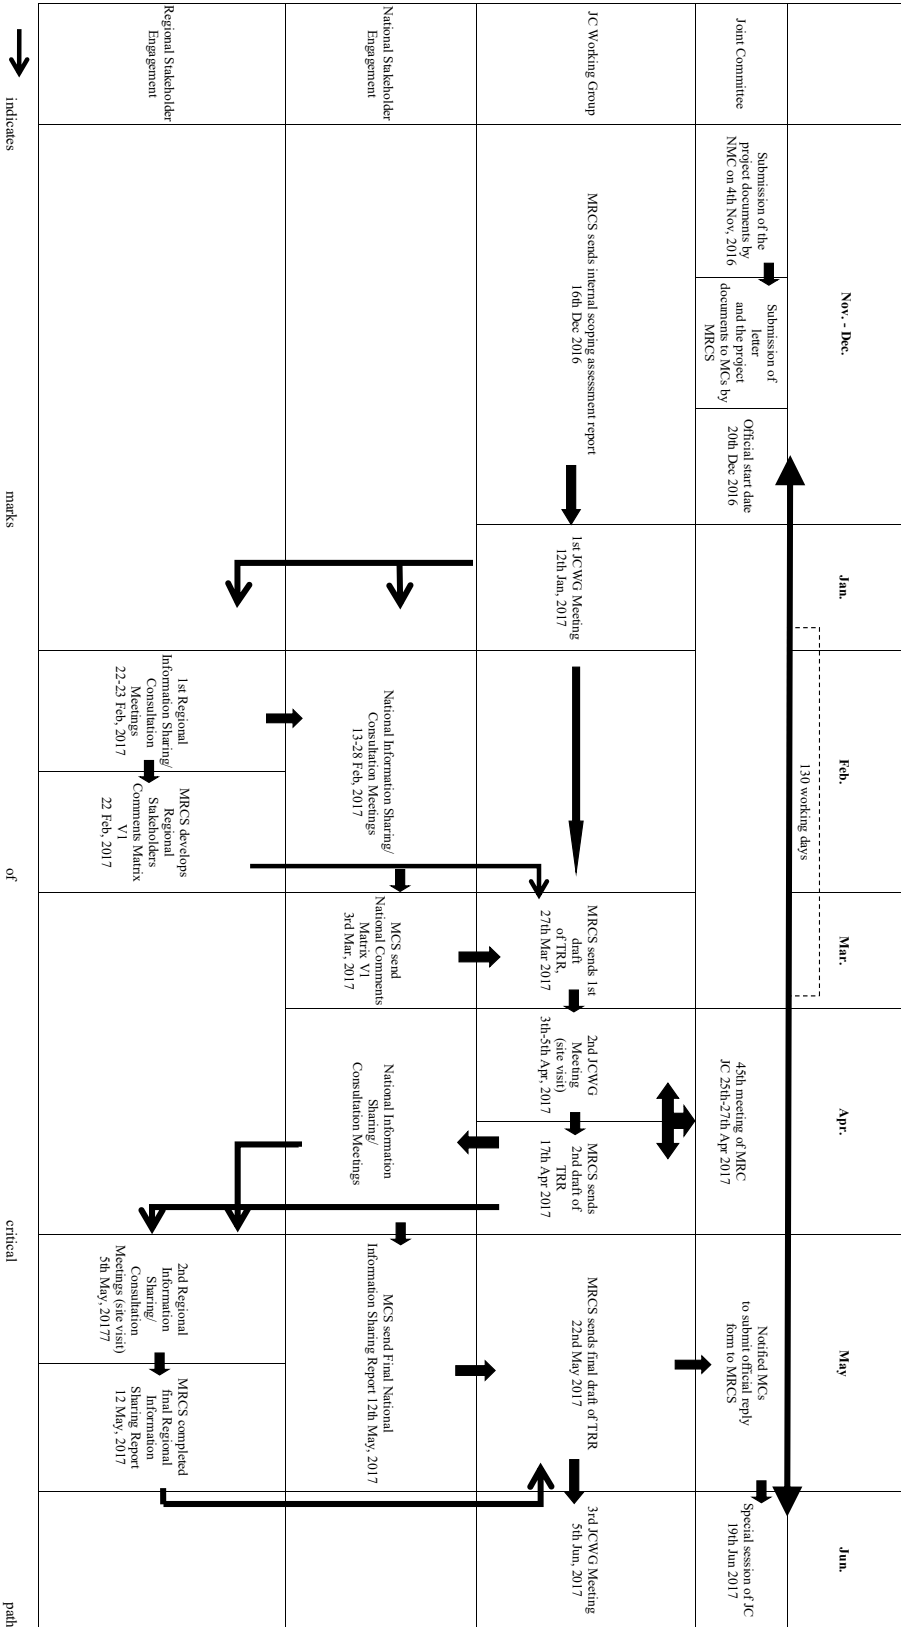 Nov. - Dec.
Jan.
Feb.
Mar.
Apr.
May
Jun.
130 working days
Joint Committee
Submission of the
project documents by
NMC on 4th Nov, 2016
Submission of
letter
and the project
documents to MCs by
MRCS
Official start date
20th Dec 2016
45th meeting of MRC
JC 25th-27th Apr 2017
Notified MCs
to submit official reply
form to MRCS
Special session of JC
19th Jun 2017
JC Working Group
MRCS sends internal scoping assessment report
16th Dec 2016
1st JCWG Meeting
12th Jan, 2017
MRCS sends 1st
draft
of TRR,
27th Mar 2017
2nd JCWG
Meeting
(site visit)
3th-5th Apr, 2017
MRCS sends
2nd draft of
TRR
17th Apr 2017
MRCS sends final draft of TRR
22nd May 2017
3rd JCWG Meeting
5th Jun, 2017
National Stakeholder
Engagement
National Information Sharing/
Consultation Meetings
13-28 Feb, 2017
MCS send
National Comments
Matrix V1
3rd Mar, 2017
National Information
Sharing/
Consultation Meetings
MCS send Final National
Information Sharing Report 12th May, 2017
Regional Stakeholder
Engagement
1st Regional
Information Sharing/
Consultation
Meetings
22-23 Feb, 2017
MRCS develops
Regional
Stakeholders
Comments Matrix
V1
22 Feb, 2017
2nd Regional
Information
Sharing/
Consultation
Meetings (site visit)
5th May, 20177
MRCS completed
final Regional
Information
Sharing Report
12 May, 2017
indicates marks of critical path